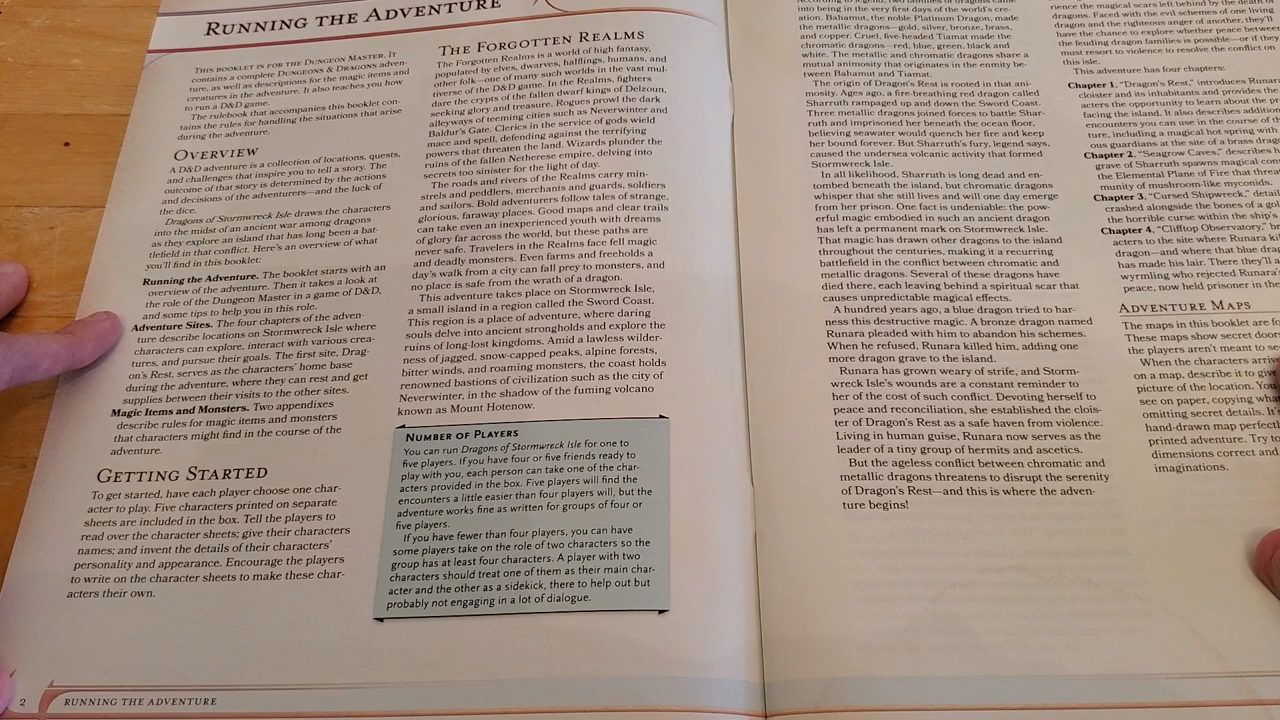 RUNNING THE ADVENTURE
THIS BOOKLET IS FOR THE DUNGEON MASTER. IT
contains a complete DUNGEONS & DRAGONS adven-
ture, as well as descriptions for the magic items and
creatures in the adventure. It also teaches you how
to run a D&D game.
The rulebook that accompanies this booklet con-
tains the rules for handling the situations that arise
during the adventure.
OVERVIEW
A D&D adventure is a collection of locations, quests,
and challenges that inspire you to tell a story. The
outcome of that story is determined by the actions
and decisions of the adventurers—and the luck of
the dice.
Dragons of Stormwreck Isle draws the characters
into the midst of an ancient war among dragons
as they explore an island that has long been a bat-
tlefield in that conflict. Here's an overview of what
you'll find in this booklet:
Running the Adventure. The booklet starts with an
overview of the adventure. Then it takes a look at
the role of the Dungeon Master in a game of D&D,
and some tips to help you in this role.
Adventure Sites. The four chapters of the adven-
ture describe locations on Stormwreck Isle where
characters can explore, interact with various crea-
tures, and pursue their goals. The first site, Drag-
on's Rest, serves as the characters' home base
during the adventure, where they can rest and get
supplies between their visits to the other sites.
Magic Items and Monsters. Two appendixes
describe rules for magic items and monsters
that characters might find in the course of the
adventure.
GETTING STARTED
To get started, have each player choose one char-
acter to play. Five characters printed on separate
sheets are included in the box. Tell the players to
read over the character sheets; give their characters
names; and invent the details of their characters'
personality and appearance. Encourage the players
to write on the character sheets to make these char-
acters their own.
THE FORGOTTEN REALMS
The Forgotten Realms is a world of high fantasy,
populated by elves, dwarves, halflings, humans, and
other folk—one of many such worlds in the vast mul-
tiverse of the D&D game. In the Realms, fighters
dare the crypts of the fallen dwarf kings of Delzoun,
seeking glory and treasure. Rogues prowl the dark
alleyways of teeming cities such as Neverwinter and
Baldur's Gate. Clerics in the service of gods wield
mace and spell, defending against the terrifying
powers that threaten the land. Wizards plunder the
ruins of the fallen Netherese empire, delving into
secrets too sinister for the light of day.
The roads and rivers of the Realms carry min-
strels and peddlers, merchants and guards, soldiers
and sailors. Bold adventurers follow tales of strange,
glorious, faraway places. Good maps and clear trails
can take even an inexperienced youth with dreams
of glory far across the world, but these paths are
never safe. Travelers in the Realms face fell magic
and deadly monsters. Even farms and freeholds a
day's walk from a city can fall prey to monsters, and
no place is safe from the wrath of a dragon.
This adventure takes place on Stormwreck Isle,
a small island in a region called the Sword Coast.
This region is a place of adventure, where daring
souls delve into ancient strongholds and explore the
ruins of long-lost kingdoms. Amid a lawless wilder-
ness of jagged, snow-capped peaks, alpine forests,
bitter winds, and roaming monsters, the coast holds
renowned bastions of civilization such as the city of
Neverwinter, in the shadow of the fuming volcano
known as Mount Hotenow.
NUMBER OF PLAYERS
You can run Dragons of Stormwreck Isle for one to
five players. If you have four or five friends ready to
play with you, each person can take one of the char-
acters provided in the box. Five players will find the
encounters a little easier than four players will, but the
adventure works fine as written for groups of four or
five players.
If you have fewer than four players, you can have
some players take on the role of two characters so the
group has at least four characters. A player with two
characters should treat one of them as their main char-
acter and the other as a sidekick, there to help out but
probably not engaging in a lot of dialogue.
2 RUNNING THE ADVENTURE
According to legend, two families of dragons came
into being in the very first days of the world's cre-
ation. Bahamut, the noble Platinum Dragon, made
the metallic dragons—gold, silver, bronze, brass,
and copper. Cruel, five-headed Tiamat made the
chromatic dragons—red, blue, green, black and
white. The metallic and chromatic dragons share a
mutual animosity that originates in the enmity be-
tween Bahamut and Tiamat.
The origin of Dragon's Rest is rooted in that ani-
mosity. Ages ago, a fire-breathing red dragon called
Sharruth rampaged up and down the Sword Coast.
Three metallic dragons joined forces to battle Shar-
ruth and imprisoned her beneath the ocean floor,
believing seawater would quench her fire and keep
her bound forever. But Sharruth's fury, legend says,
caused the undersea volcanic activity that formed
Stormwreck Isle.
In all likelihood, Sharruth is long dead and en-
tombed beneath the island, but chromatic dragons
whisper that she still lives and will one day emerge
from her prison. One fact is undeniable: the pow-
erful magic embodied in such an ancient dragon
has left a permanent mark on Stormwreck Isle.
That magic has drawn other dragons to the island
throughout the centuries, making it a recurring
battlefield in the conflict between chromatic and
metallic dragons. Several of these dragons have
died there, each leaving behind a spiritual scar that
causes unpredictable magical effects.
A hundred years ago, a blue dragon tried to har-
ness this destructive magic. A bronze dragon named
Runara pleaded with him to abandon his schemes.
When he refused, Runara killed him, adding one
more dragon grave to the island.
Runara has grown weary of strife, and Storm-
wreck Isle's wounds are a constant reminder to
her of the cost of such conflict. Devoting herself to
peace and reconciliation, she established the clois-
ter of Dragon's Rest as a safe haven from violence.
Living in human guise, Runara now serves as the
leader of a tiny group of hermits and ascetics.
But the ageless conflict between chromatic and
metallic dragons threatens to disrupt the serenity
of Dragon's Rest—and this is where the adven-
ture begins!
rience the magical scars left behind by the death of
dragons. Faced with the evil schemes of one living
dragon and the righteous anger of another, they'll
have the chance to explore whether peace between
the feuding dragon families is possible—or if they
must resort to violence to resolve the conflict on
this isle.
This adventure has four chapters:
Chapter 1, "Dragon's Rest," introduces Runara
cloister and its inhabitants and provides the
acters the opportunity to learn about the
facing the island. It also describes addition
encounters you can use in the course of th
ture, including a magical hot spring with
ous guardians at the site of a brass drago
Chapter 2, "Seagrow Caves," describes h
grave of Sharruth spawns magical com
the Elemental Plane of Fire that threa
munity of mushroom-like myconids.
Chapter 3, "Cursed Shipwreck," detai
crashed alongside the bones of a gol
the horrible curse within the ship's
Chapter 4, "Clifftop Observatory," br
acters to the site where Runara kil
dragon—and where that blue drag
has made his lair. There they'll a
wyrmling who rejected Runara'
peace, now held prisoner in the
ADVENTURE MAPS
The maps in this booklet are fo
These maps show secret doors
the players aren't meant to se
When the characters arrive
on a map, describe it to give
picture of the location. You
see on paper, copying wha
omitting secret details. It'
hand-drawn map perfectl
printed adventure. Try to
dimensions correct and
imaginations.